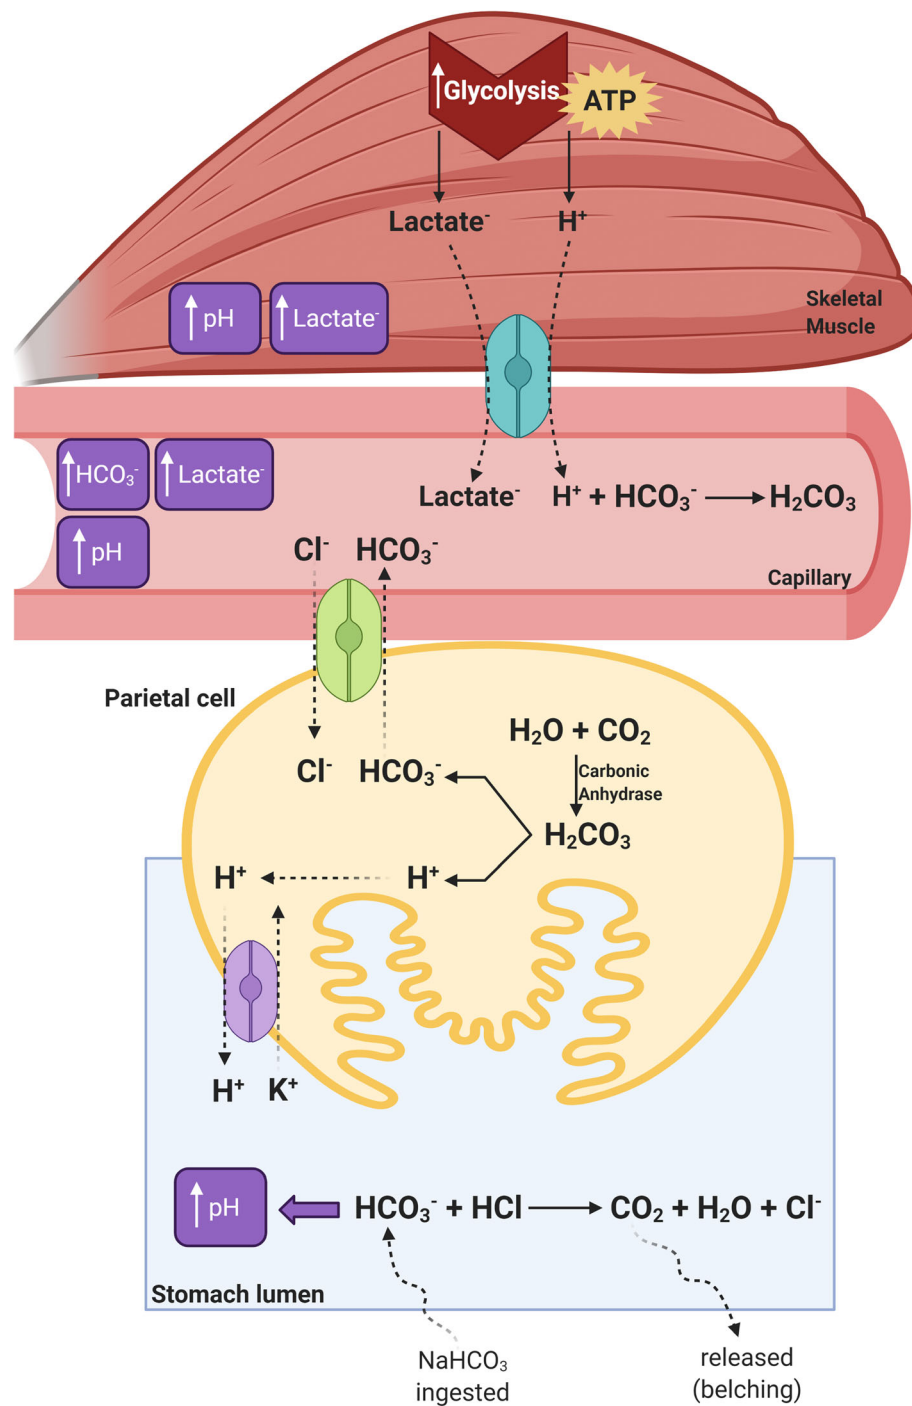 ↑Glycolysis
ATP
Lactate⁻
H⁺
↑pH
↑Lactate⁻
Skeletal
Muscle
↑HCO₃⁻
↑Lactate⁻
↑pH
Lactate⁻
H⁺ + HCO₃⁻ → H₂CO₃
Cl⁻
HCO₃⁻
Capillary
Parietal cell
H₂O + CO₂
Carbonic
Anhydrase
Cl⁻
HCO₃⁻
H₂CO₃
H⁺
H⁺
H⁺
K⁺
↑pH
HCO₃⁻ + HCl → CO₂ + H₂O + Cl⁻
Stomach lumen
NaHCO₃
ingested
released
(belching)